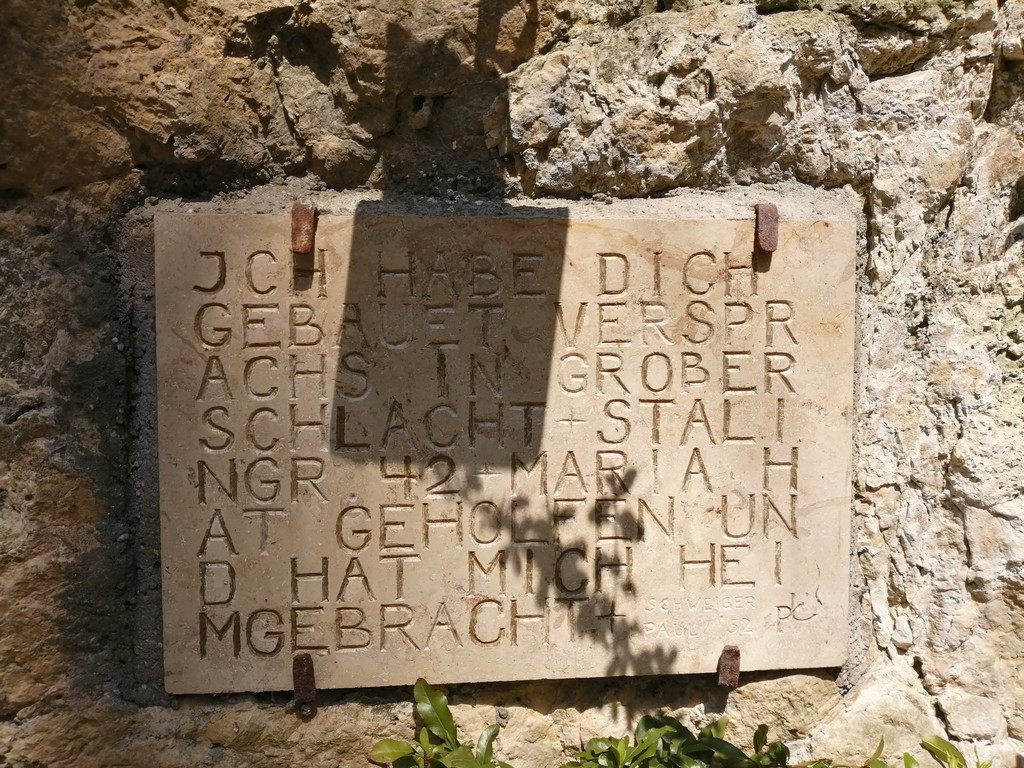 JCH HABE DICH
GEBAUET VERSPR
ACHS IN GROBER
SCHLACHT + STALI
NGR. 42 + MARIA H
AT GEHOLFEN UN
D HAT MICH HEI
MGEBRACHT +
SCHWEIGER
PAUL '52